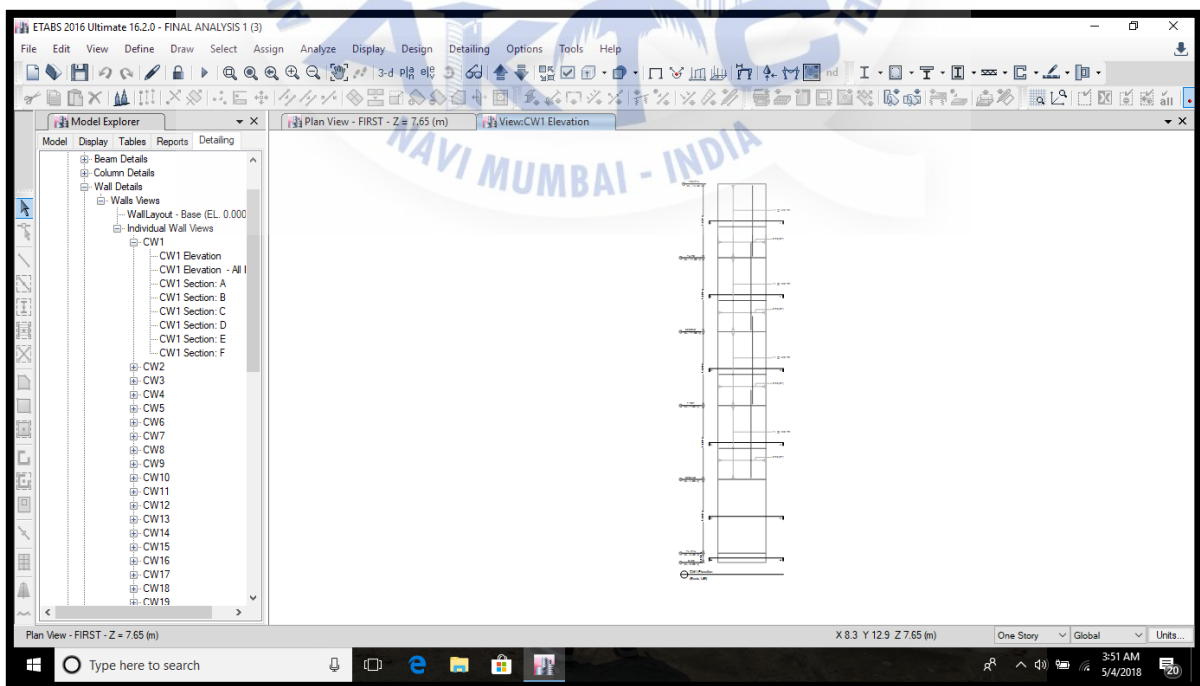 ETABS 2016 Ultimate 16.2.0 - FINAL ANALYSIS 1 (3)
File Edit View Define Draw Select Assign Analyze Display Design Detailing Options Tools Help
3-d nd
all
Model Explorer
Plan View - FIRST - Z = 7.65 (m)
View:CW1 Elevation
Model Display Tables Reports Detailing
Beam Details
Column Details
Wall Details
Walls Views
WallLayout - Base (EL. 0.000
Individual Wall Views
CW1
CW1 Elevation
CW1 Elevation - All
CW1 Section: A
CW1 Section: B
CW1 Section: C
CW1 Section: D
CW1 Section: E
CW1 Section: F
CW2
CW3
CW4
CW5
CW6
CW7
CW8
CW9
CW10
CW11
CW12
CW13
CW14
CW15
CW16
CW17
CW18
CW19
AKTC
NAVI MUMBAI - INDIA
CW1 Elevation
Plan View - FIRST - Z = 7.65 (m)
X 8.3 Y 12.9 Z 7.65 (m)
One Story
Global
Units...
Type here to search
3:51 AM
5/4/2018
20